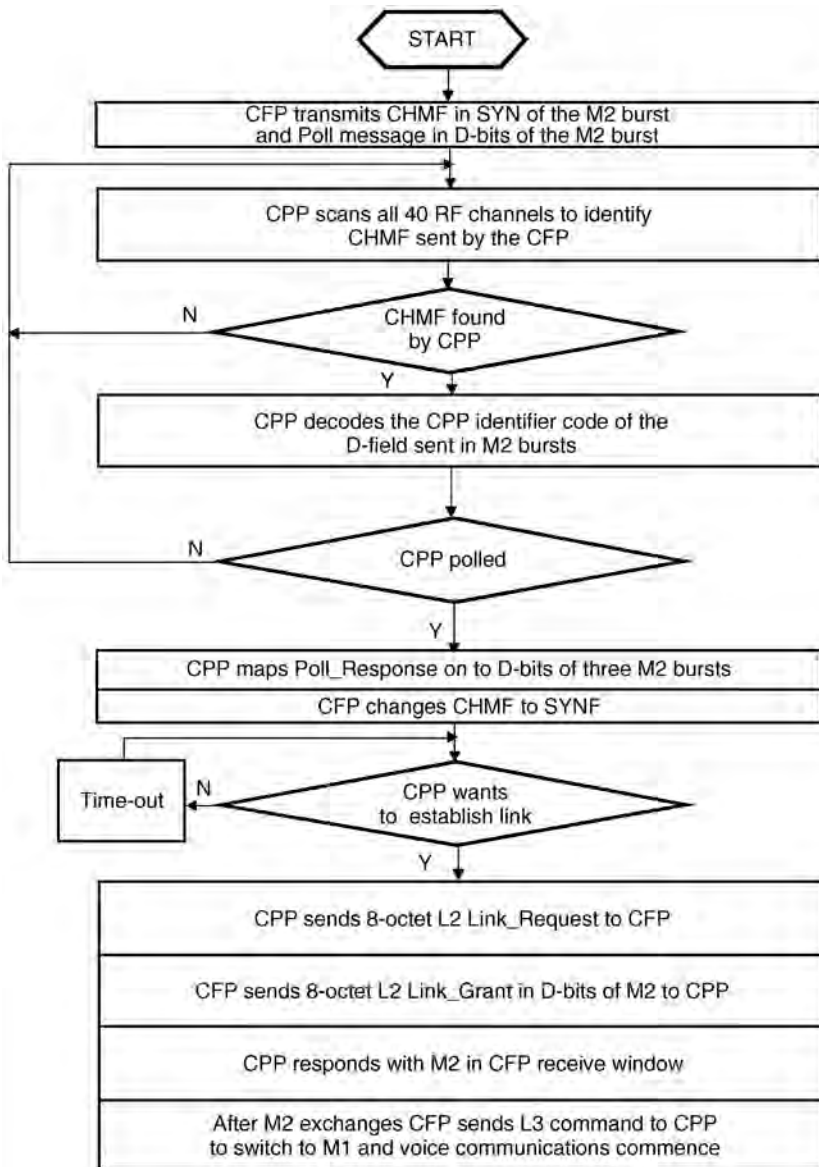 START
CFP transmits CHMF in SYN of the M2 burst
and Poll message in D-bits of the M2 burst
CPP scans all 40 RF channels to identify
CHMF sent by the CFP
N
CHMF found
by CPP
Y
CPP decodes the CPP identifier code of the
D-field sent in M2 bursts
N
CPP polled
Y
CPP maps Poll_Response on to D-bits of three M2 bursts
CFP changes CHMF to SYNF
Time-out
N
CPP wants
to establish link
Y
CPP sends 8-octet L2 Link_Request to CFP
CFP sends 8-octet L2 Link_Grant in D-bits of M2 to CPP
CPP responds with M2 in CFP receive window
After M2 exchanges CFP sends L3 command to CPP
to switch to M1 and voice communications commence